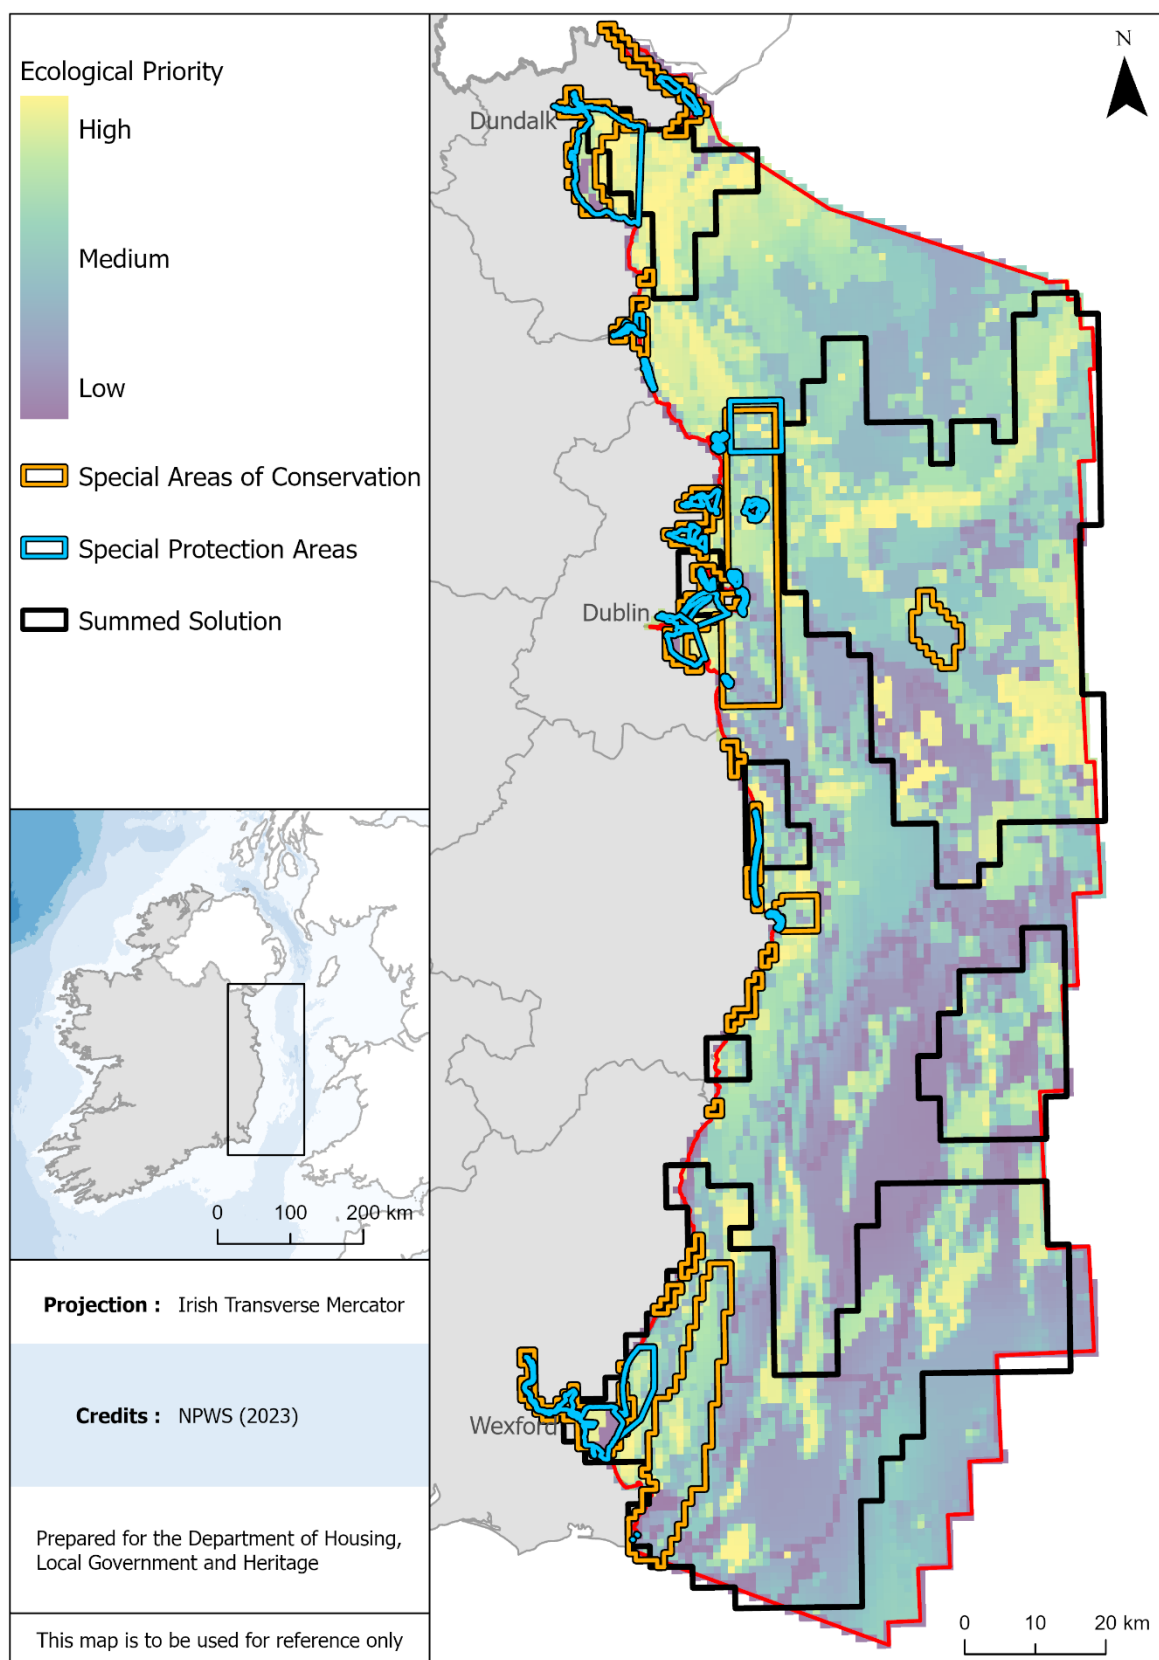 Ecological Priority
High
Medium
Low
Special Areas of Conservation
Special Protection Areas
Summed Solution
0 100 200 km
Projection : Irish Transverse Mercator
Credits : NPWS (2023)
Prepared for the Department of Housing,
Local Government and Heritage
This map is to be used for reference only
N
Dundalk
Dublin
Wexford
0 10 20 km